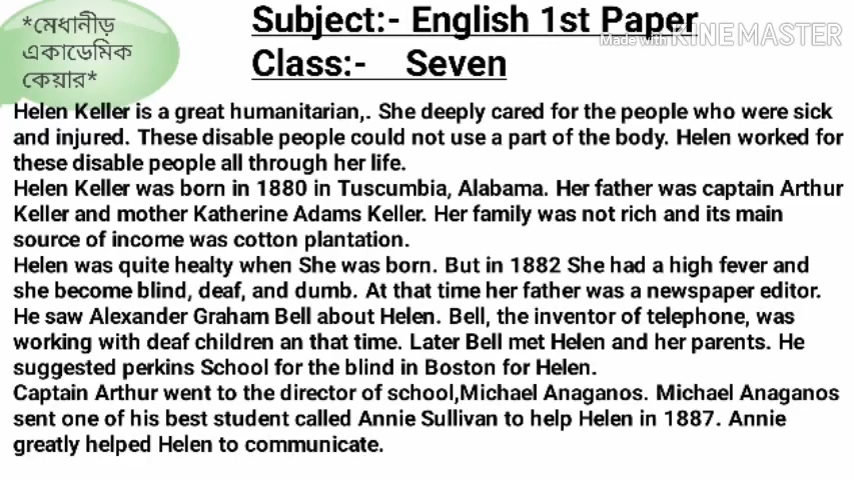 *মেধানীড়
একাডেমিক
কেয়ার*
Subject:- English 1st Paper
Made with KINEMASTER
Class:- Seven
Helen Keller is a great humanitarian,. She deeply cared for the people who were sick
and injured. These disable people could not use a part of the body. Helen worked for
these disable people all through her life.
Helen Keller was born in 1880 in Tuscumbia, Alabama. Her father was captain Arthur
Keller and mother Katherine Adams Keller. Her family was not rich and its main
source of income was cotton plantation.
Helen was quite healty when She was born. But in 1882 She had a high fever and
she become blind, deaf, and dumb. At that time her father was a newspaper editor.
He saw Alexander Graham Bell about Helen. Bell, the inventor of telephone, was
working with deaf children an that time. Later Bell met Helen and her parents. He
suggested perkins School for the blind in Boston for Helen.
Captain Arthur went to the director of school,Michael Anaganos. Michael Anaganos
sent one of his best student called Annie Sullivan to help Helen in 1887. Annie
greatly helped Helen to communicate.